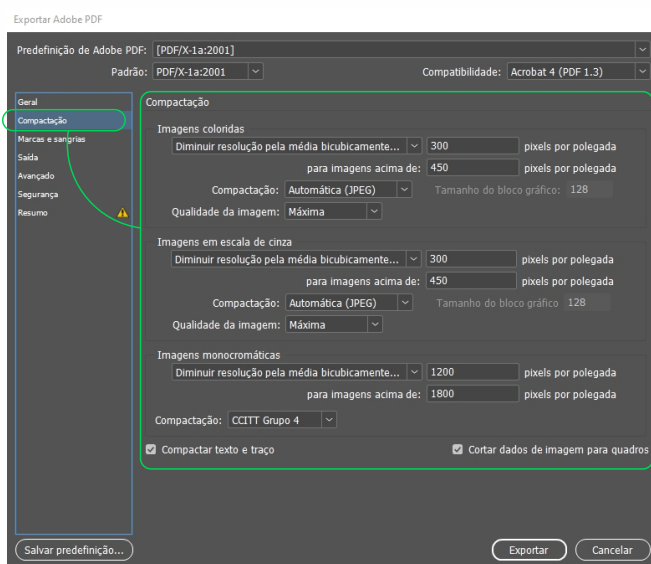 Exportar Adobe PDF
Predefinição de Adobe PDF: [PDF/X-1a:2001]
Padrão: PDF/X-1a:2001 Compatibilidade: Acrobat 4 (PDF 1.3)
Geral
Compactação
Marcas e sangrias
Saída
Avançado
Segurança
Resumo
Compactação
Imagens coloridas
Diminuir resolução pela média bicubicamente... 300 pixels por polegada
para imagens acima de: 450 pixels por polegada
Compactação: Automática (JPEG) Tamanho do bloco gráfico: 128
Qualidade da imagem: Máxima
Imagens em escala de cinza
Diminuir resolução pela média bicubicamente... 300 pixels por polegada
para imagens acima de: 450 pixels por polegada
Compactação: Automática (JPEG) Tamanho do bloco gráfico 128
Qualidade da imagem: Máxima
Imagens monocromáticas
Diminuir resolução pela média bicubicamente... 1200 pixels por polegada
para imagens acima de: 1800 pixels por polegada
Compactação: CCITT Grupo 4
Compactar texto e traço Cortar dados de imagem para quadros
Salvar predefinição... Exportar Cancelar